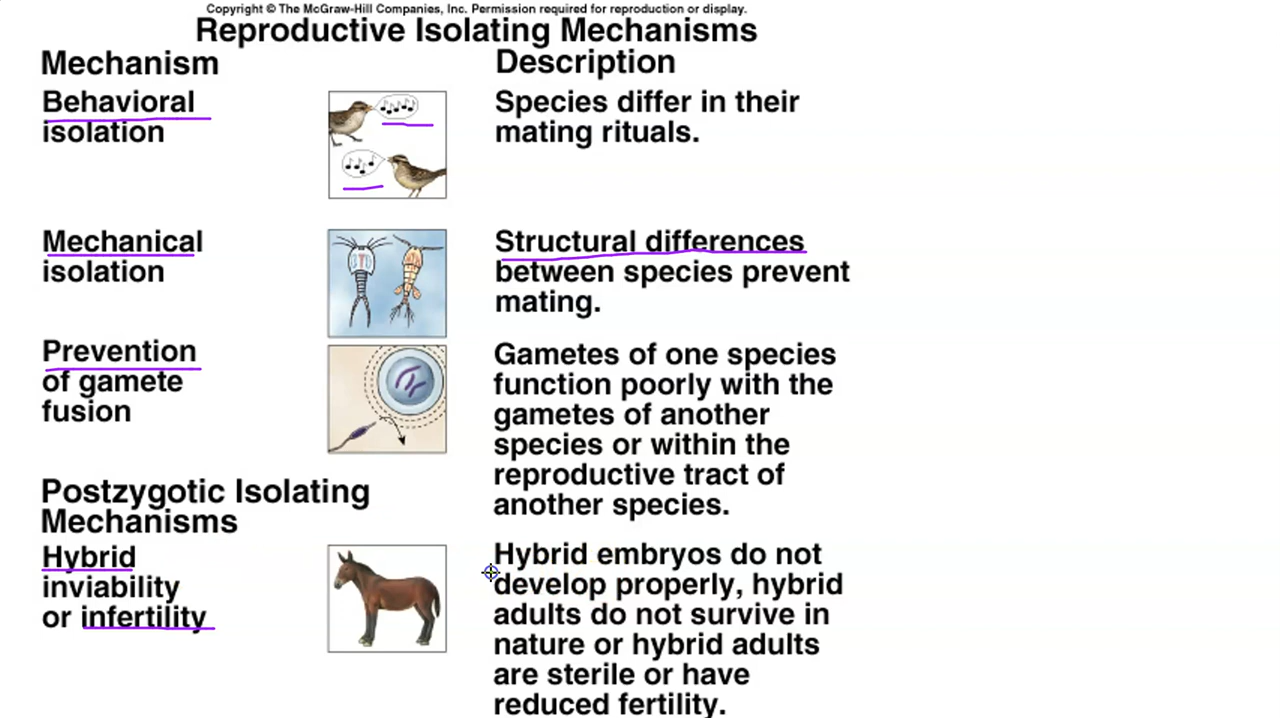 Copyright © The McGraw-Hill Companies, Inc. Permission required for reproduction or display.
Reproductive Isolating Mechanisms
Mechanism
Description
Behavioral
isolation
Species differ in their
mating rituals.
Mechanical
isolation
Structural differences
between species prevent
mating.
Prevention
of gamete
fusion
Gametes of one species
function poorly with the
gametes of another
species or within the
reproductive tract of
another species.
Postzygotic Isolating
Mechanisms
Hybrid
inviability
or infertility
Hybrid embryos do not
develop properly, hybrid
adults do not survive in
nature or hybrid adults
are sterile or have
reduced fertility.